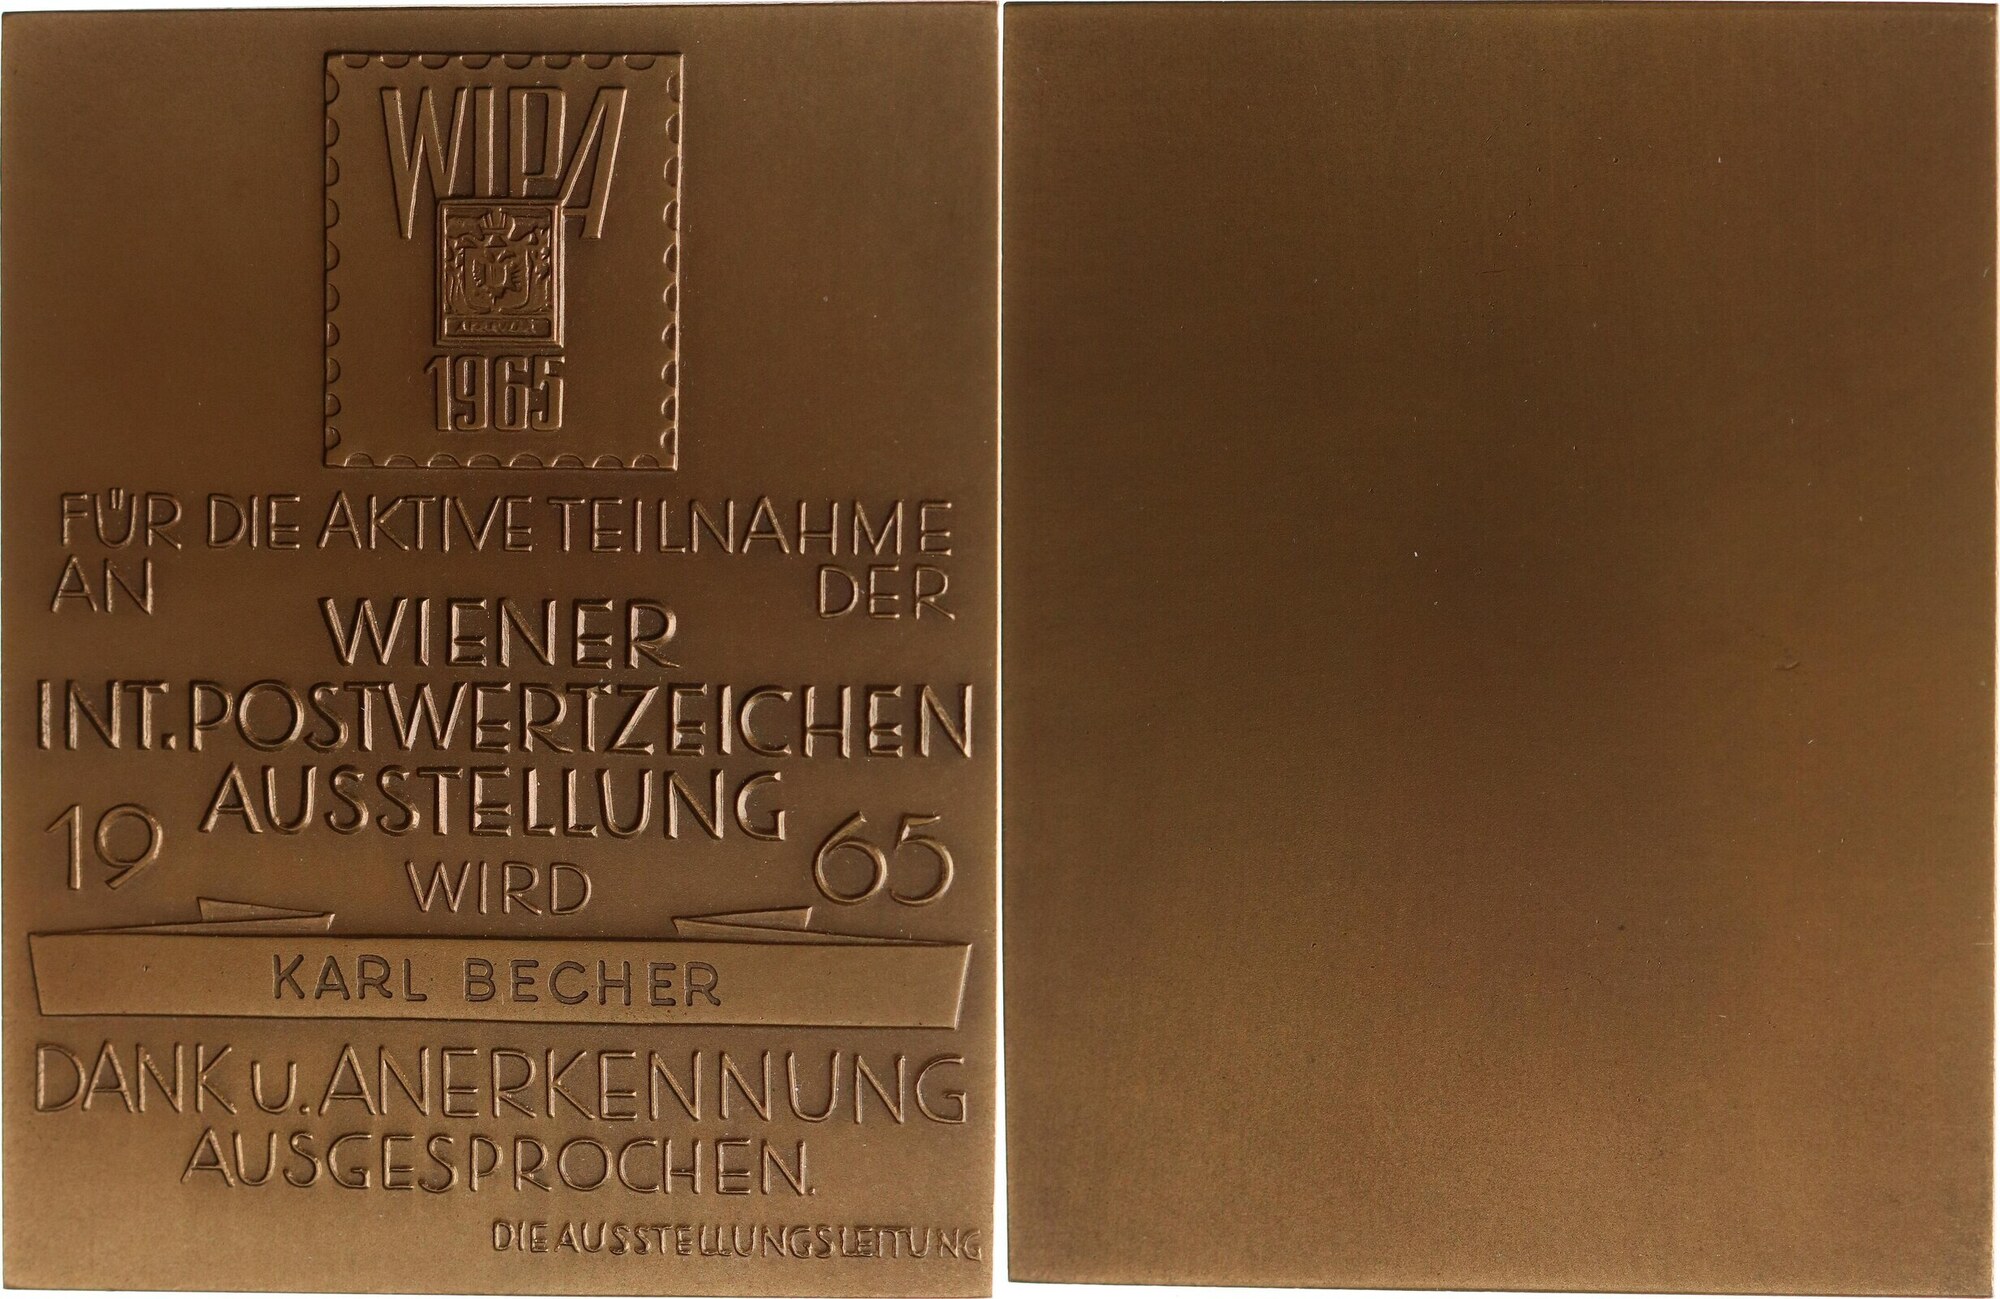 WIPA
1965
FÜR DIE AKTIVE TEILNAHME
AN DER
WIENER
INT. POSTWERTZEICHEN
AUSSTELLUNG
19 65
WIRD
KARL BECHER
DANK u. ANERKENNUNG
AUSGESPROCHEN.
DIE AUSSTELLUNGSLEITUNG